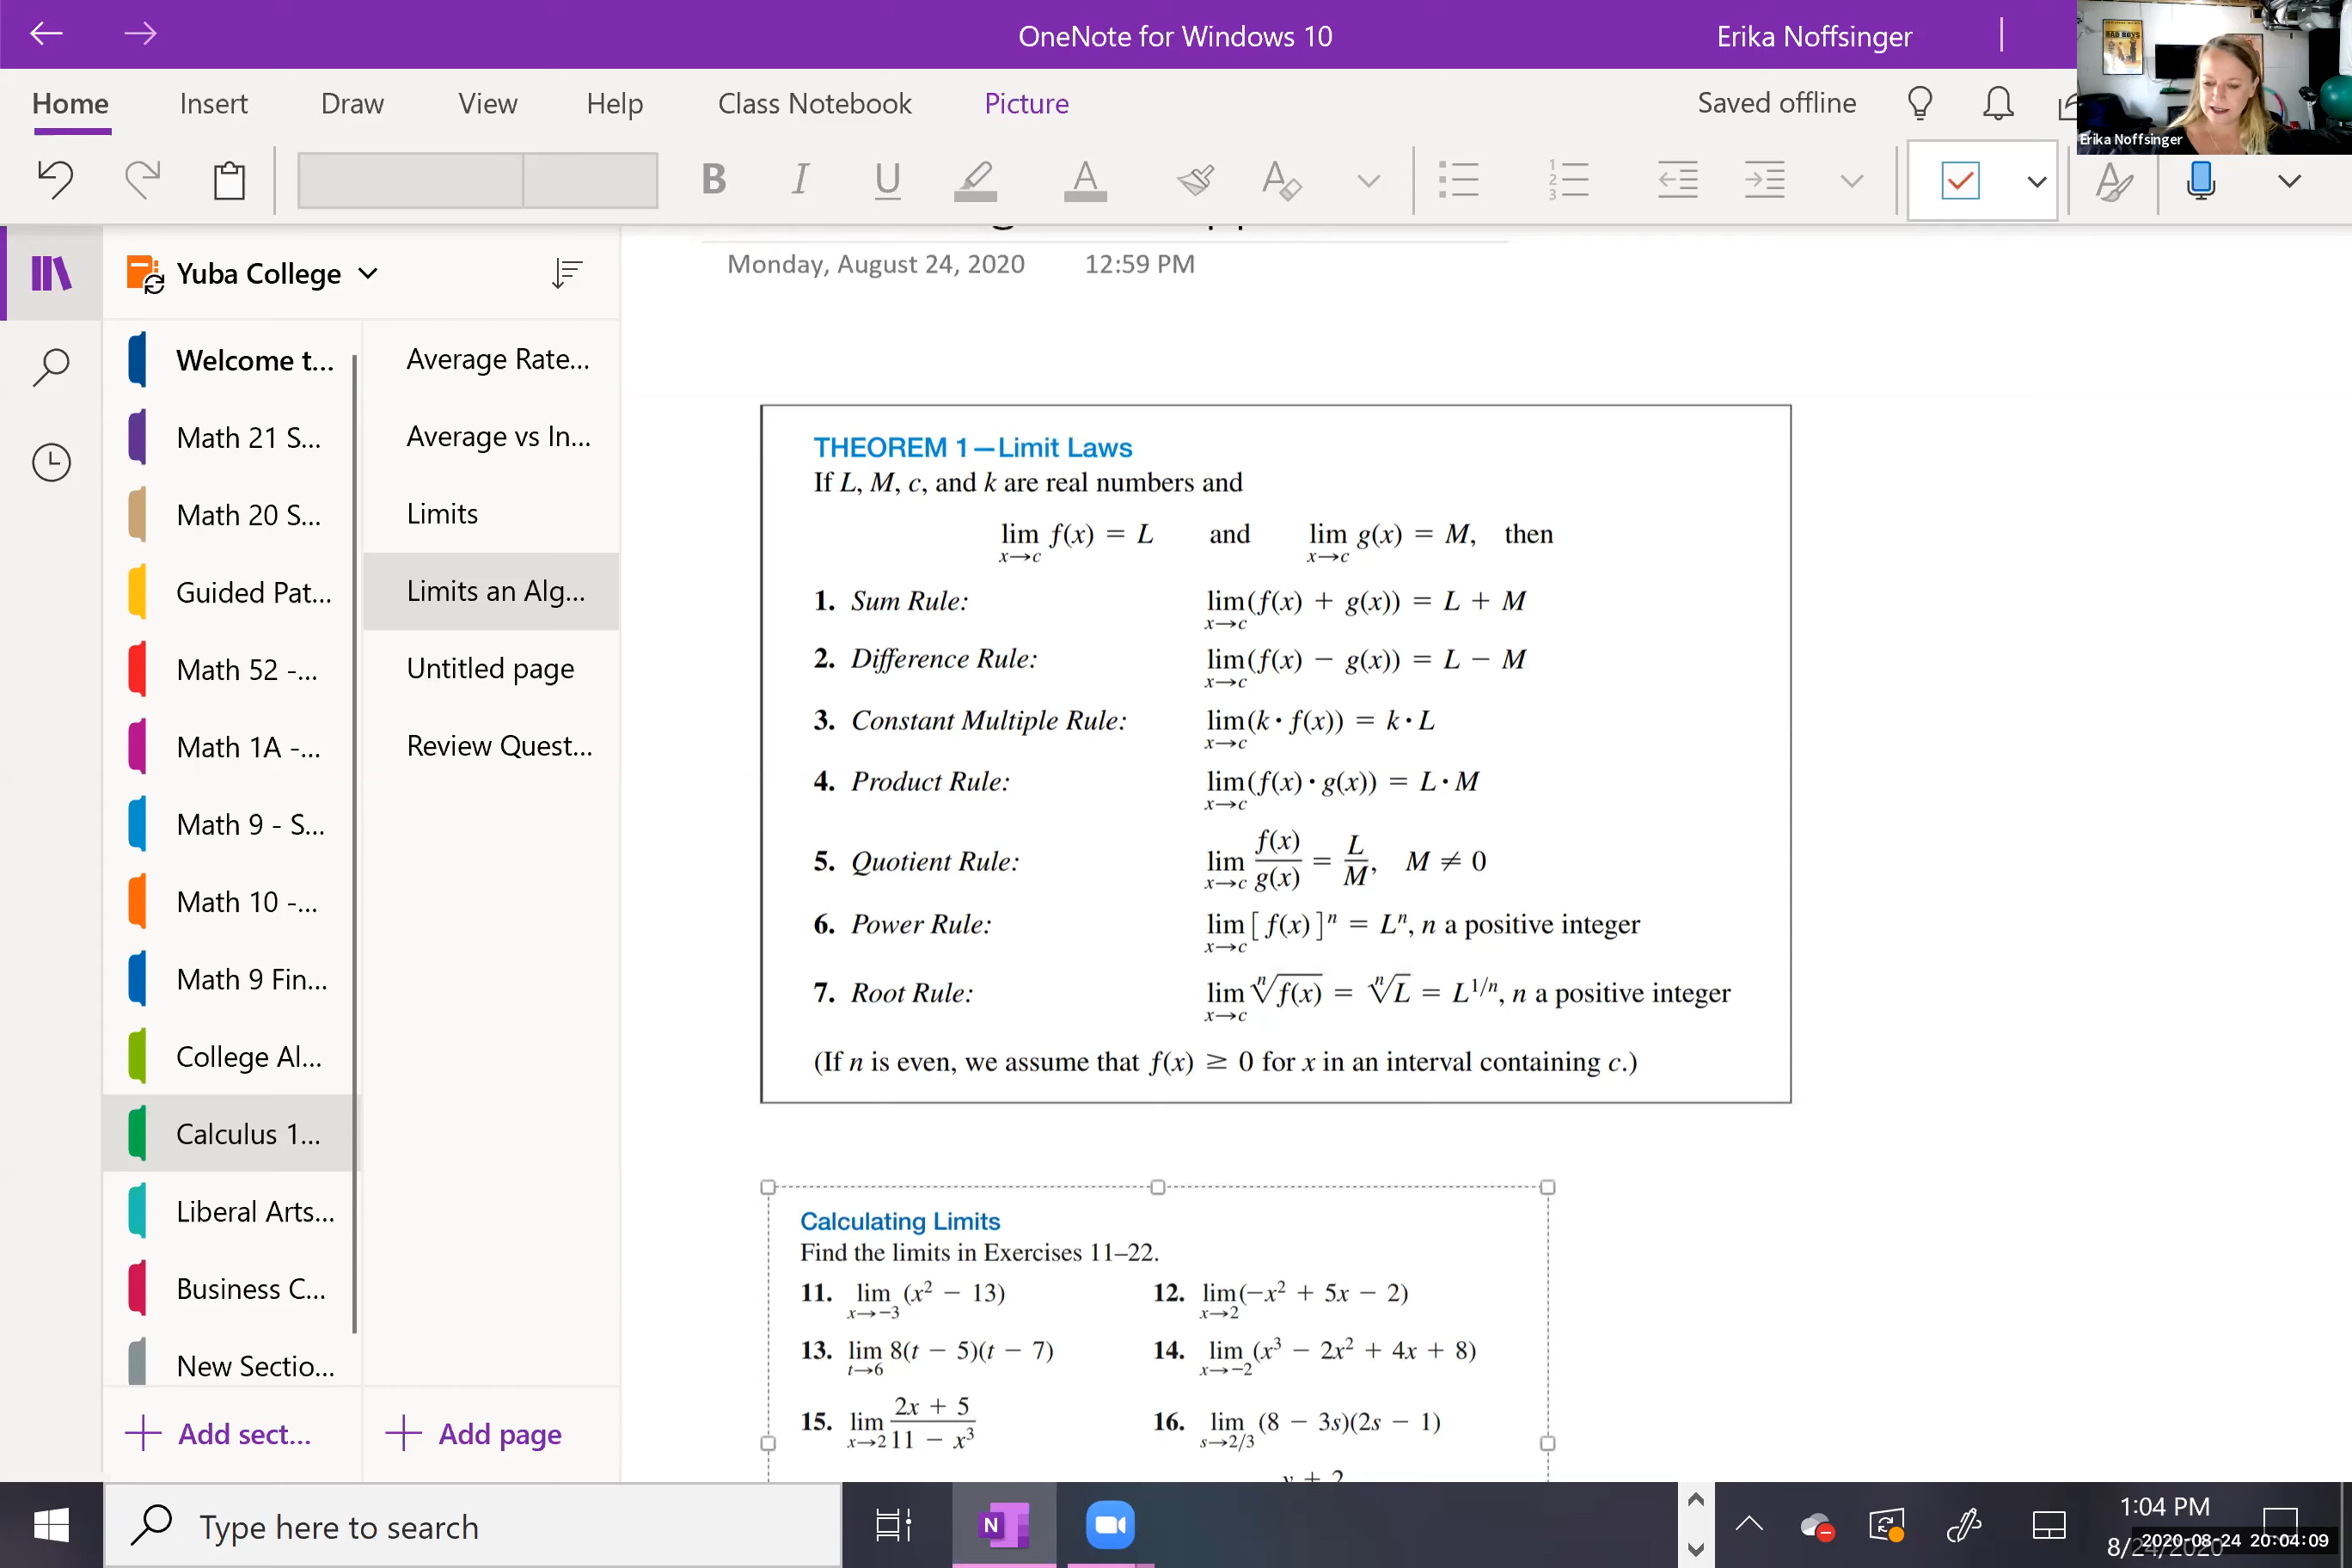 OneNote for Windows 10
Erika Noffsinger
BAD BOYS
Erika Noffsinger
Home Insert Draw View Help Class Notebook Picture
Saved offline
B I U A A
Yuba College
Monday, August 24, 2020 12:59 PM
Welcome t...
Math 21 S...
Math 20 S...
Guided Pat...
Math 52 -...
Math 1A -...
Math 9 - S...
Math 10 -...
Math 9 Fin...
College Al...
Calculus 1...
Liberal Arts...
Business C...
New Sectio...
Add sect...
Average Rate...
Average vs In...
Limits
Limits an Alg...
Untitled page
Review Quest...
Add page
THEOREM 1—Limit Laws
If L, M, c, and k are real numbers and
lim x→c f(x) = L and lim x→c g(x) = M, then
1. Sum Rule: lim x→c (f(x) + g(x)) = L + M
2. Difference Rule: lim x→c (f(x) − g(x)) = L − M
3. Constant Multiple Rule: lim x→c (k · f(x)) = k · L
4. Product Rule: lim x→c (f(x) · g(x)) = L · M
5. Quotient Rule: lim x→c f(x)/g(x) = L/M, M ≠ 0
6. Power Rule: lim x→c [f(x)]ⁿ = Lⁿ, n a positive integer
7. Root Rule: lim x→c ⁿ√f(x) = ⁿ√L = L^1/n, n a positive integer
(If n is even, we assume that f(x) ≥ 0 for x in an interval containing c.)
Calculating Limits
Find the limits in Exercises 11–22.
11. lim x→−3 (x² − 13) 12. lim x→2 (−x² + 5x − 2)
13. lim t→6 8(t − 5)(t − 7) 14. lim x→−2 (x³ − 2x² + 4x + 8)
15. lim x→2 2x + 5/11 − x³ 16. lim s→2/3 (8 − 3s)(2s − 1)
Type here to search
N
1:04 PM
2020-08-24 20:04:09